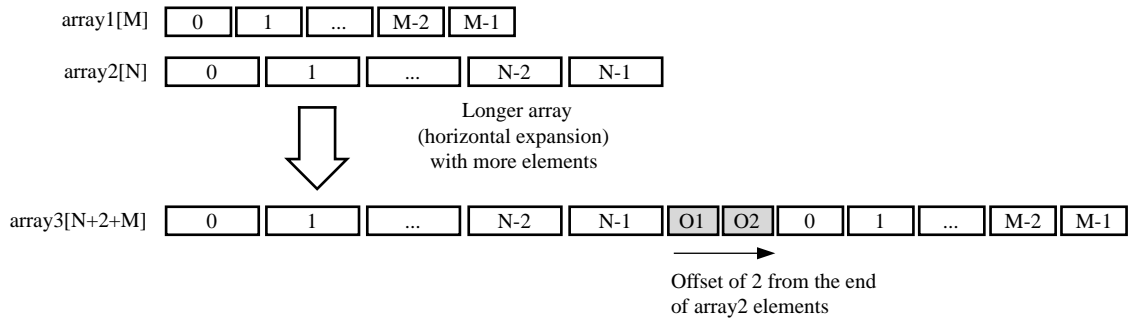 array1[M] 0 1 ... M-2 M-1
array2[N] 0 1 ... N-2 N-1
Longer array
(horizontal expansion)
with more elements
array3[N+2+M] 0 1 ... N-2 N-1 O1 O2 0 1 ... M-2 M-1
Offset of 2 from the end
of array2 elements